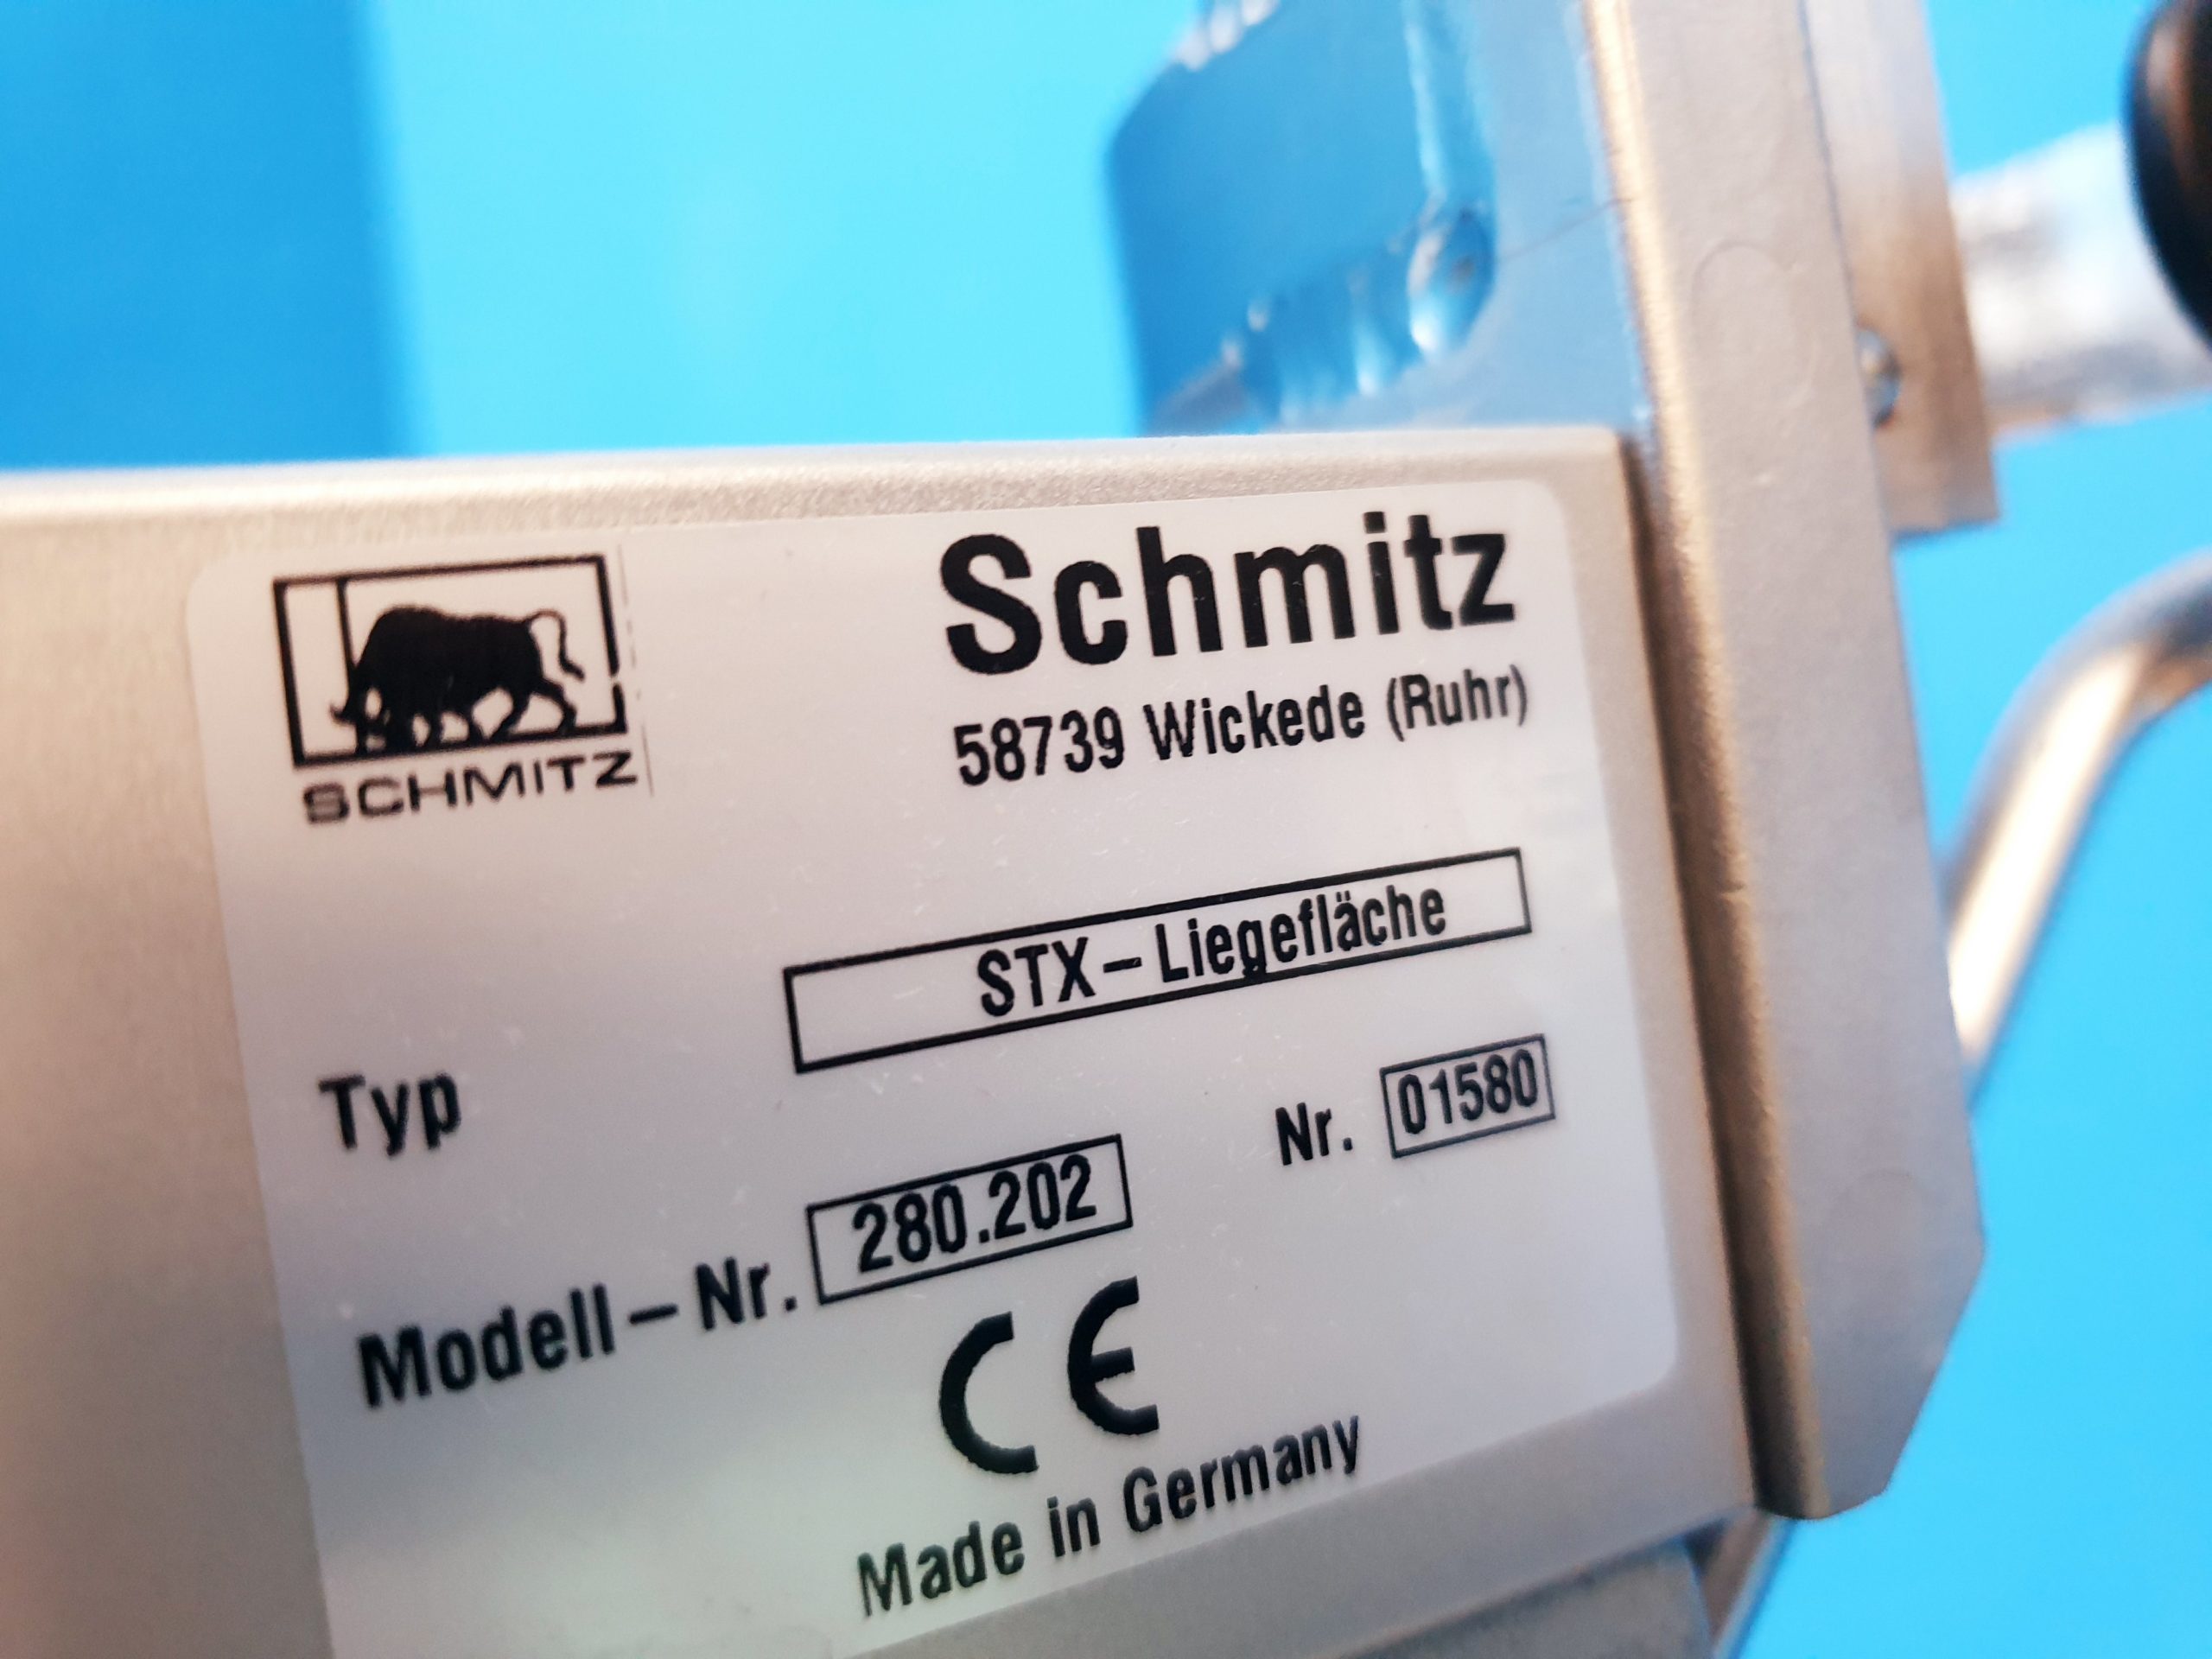 SCHMITZ
Schmitz
58739 Wickede (Ruhr)
Typ STX-Liegefläche
Modell-Nr. 280.202 Nr. 01580
CE
Made in Germany